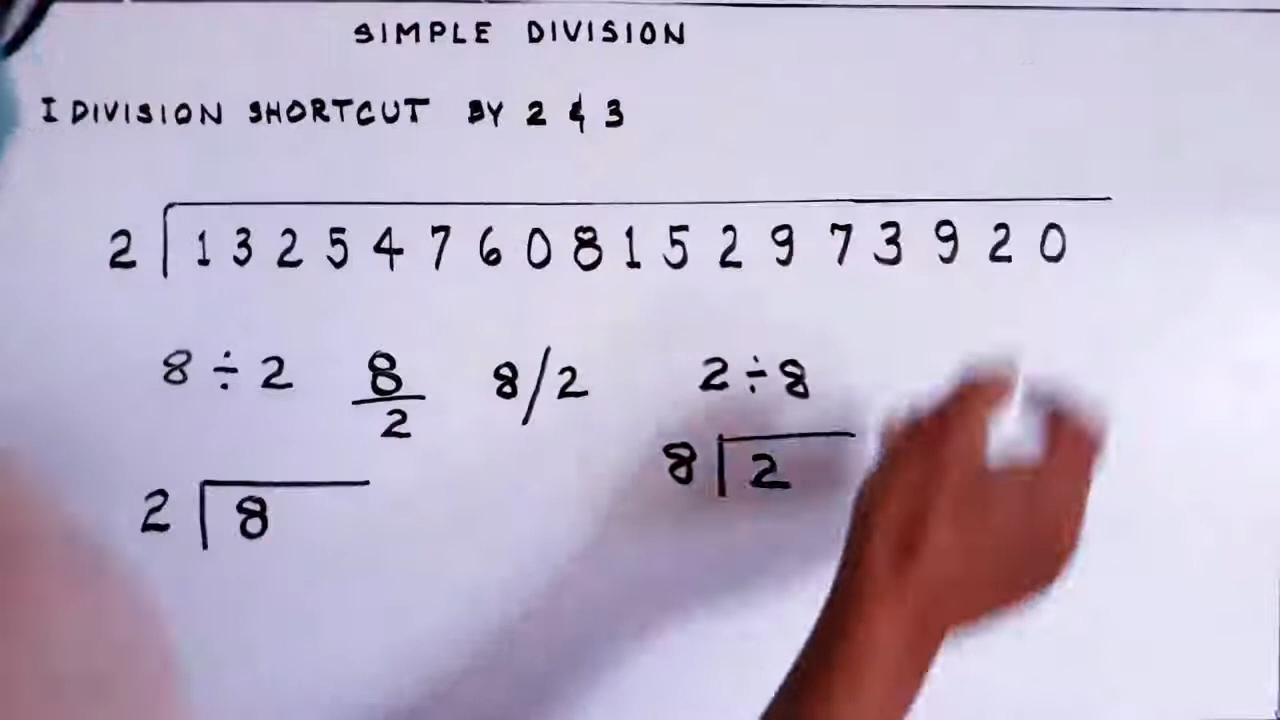 SIMPLE DIVISION
I DIVISION SHORTCUT BY 2 & 3
2 1 3 2 5 4 7 6 0 8 1 5 2 9 7 3 9 2 0
8 ÷ 2 8/2 8/2 2 ÷ 8
8 2
2 8